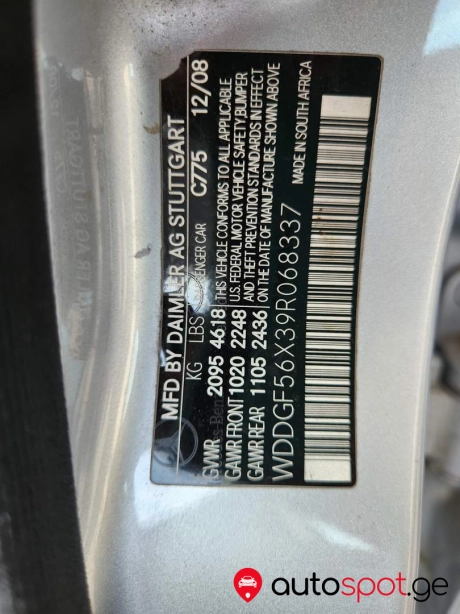 MFD BY DAIMLER AG STUTTGART C775 12/08
KG LBS PASSENGER CAR
GVWR 2095 4618
GAWR FRONT 1020 2248
GAWR REAR 1105 2436
THIS VEHICLE CONFORMS TO ALL APPLICABLE
U.S. FEDERAL MOTOR VEHICLE SAFETY, BUMPER
AND THEFT PREVENTION STANDARDS IN EFFECT
ON THE DATE OF MANUFACTURE SHOWN ABOVE
WDDGF56X39R068337 MADE IN SOUTH AFRICA
autospot.ge